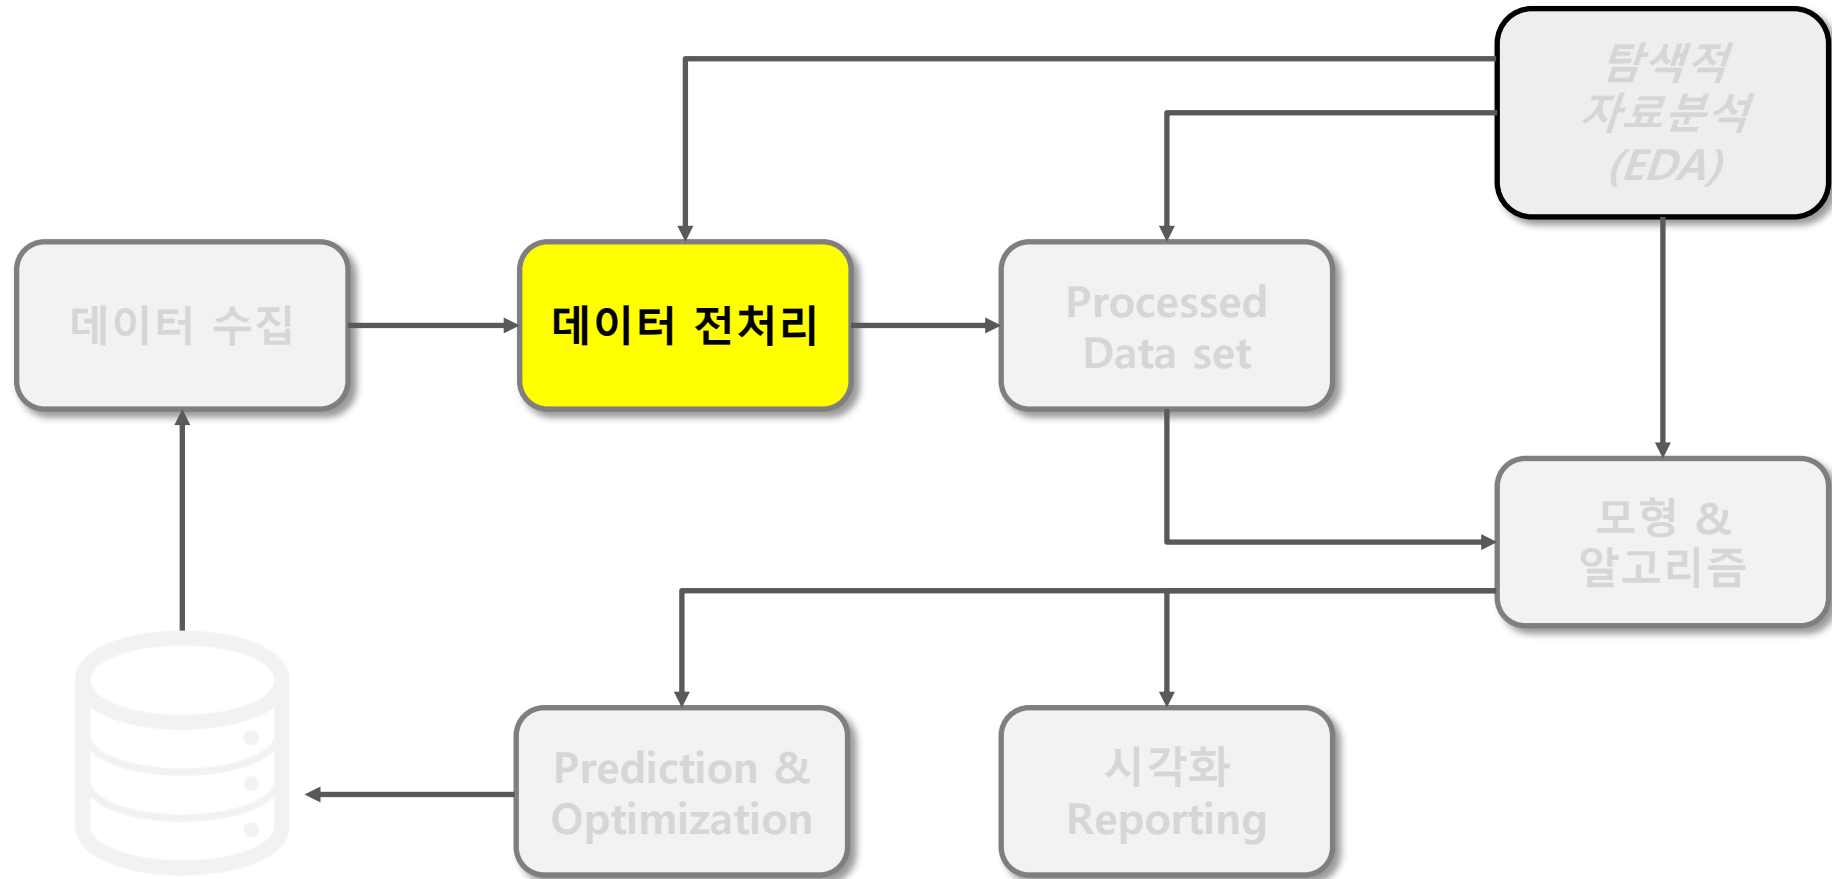 탐색적
자료분석
(EDA)
데이터 수집
데이터 전처리
Processed
Data set
모형 &
알고리즘
Prediction &
Optimization
시각화
Reporting